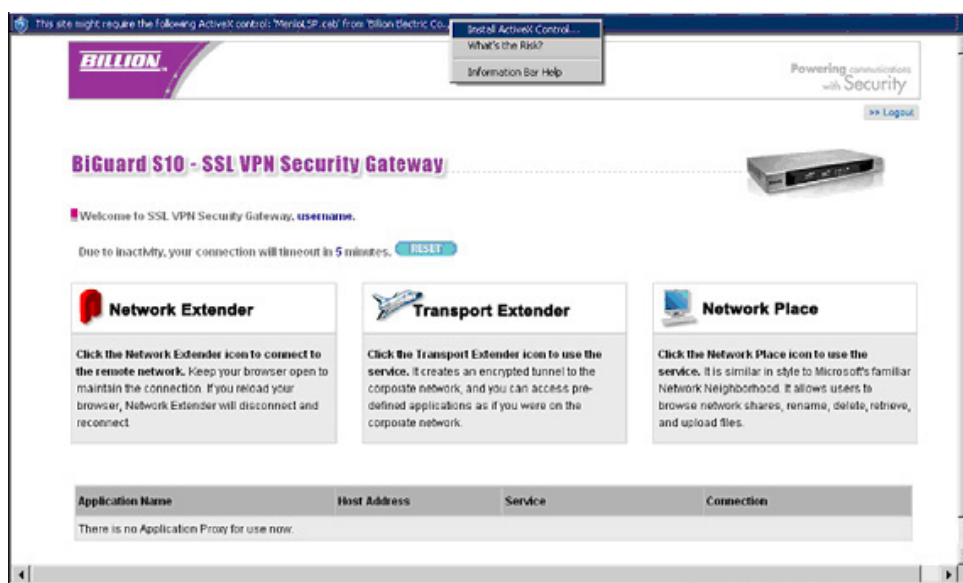 This site might require the following ActiveX control: 'MenloLSP.cab' from 'Billion Electric Co.,
Install ActiveX Control...
What's the Risk?
Information Bar Help
BILLION
Powering communications
with Security
>> Logout
BiGuard S10 - SSL VPN Security Gateway
Welcome to SSL VPN Security Gateway, username.
Due to inactivity, your connection will timeout in 5 minutes. RESET
Network Extender
Click the Network Extender icon to connect to
the remote network. Keep your browser open to
maintain the connection. If you reload your
browser, Network Extender will disconnect and
reconnect
Transport Extender
Click the Transport Extender icon to use the
service. It creates an encrypted tunnel to the
corporate network, and you can access pre-
defined applications as if you were on the
corporate network.
Network Place
Click the Network Place icon to use the
service. It is similar in style to Microsoft's familiar
Network Neighborhood. It allows users to
browse network shares, rename, delete, retrieve,
and upload files.
Application Name Host Address Service Connection
There is no Application Proxy for use now.